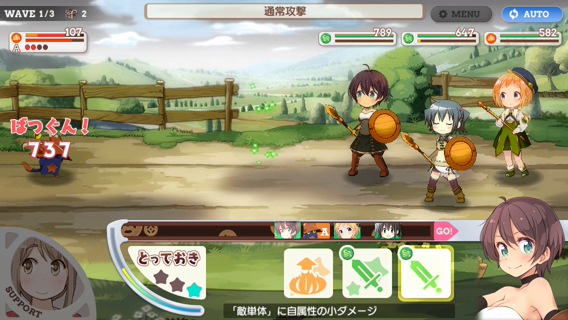 WAVE 1/3 2
通常攻撃
MENU
AUTO
107
A
789
647
582
ばつぐん!
737
A
GO!
とっておき
SUPPORT
「敵単体」に自属性の小ダメージ